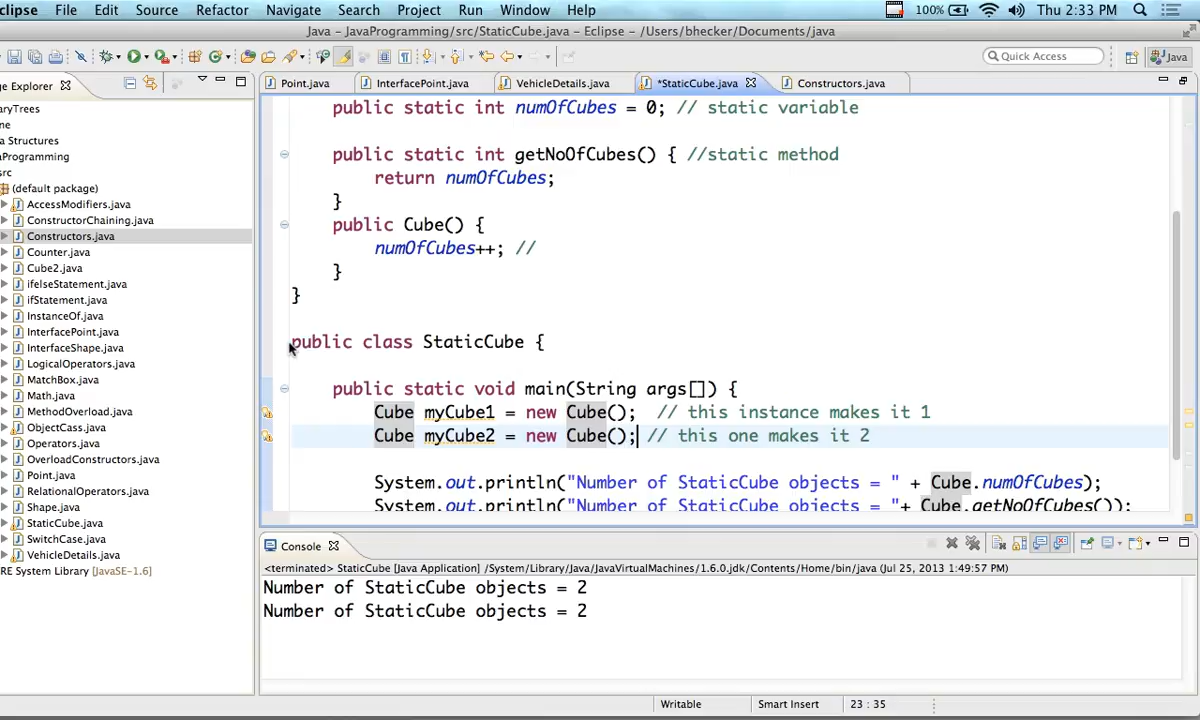 clipse File Edit Source Refactor Navigate Search Project Run Window Help 100% Thu 2:33 PM
Java - JavaProgramming/src/StaticCube.java - Eclipse - /Users/bhecker/Documents/java
Quick Access Java
ge Explorer Point.java InterfacePoint.java VehicleDetails.java *StaticCube.java Constructors.java
aryTrees
ne
a Structures
aProgramming
src
(default package)
AccessModifiers.java
ConstructorChaining.java
Constructors.java
Counter.java
Cube2.java
ifelseStatement.java
ifStatement.java
InstanceOf.java
InterfacePoint.java
InterfaceShape.java
LogicalOperators.java
MatchBox.java
Math.java
MethodOverload.java
ObjectCass.java
Operators.java
OverloadConstructors.java
Point.java
RelationalOperators.java
Shape.java
StaticCube.java
SwitchCase.java
VehicleDetails.java
RE System Library [JavaSE-1.6]
public static int numOfCubes = 0; // static variable
public static int getNoOfCubes() { //static method
return numOfCubes;
}
public Cube() {
numOfCubes++; //
}
}
public class StaticCube {
public static void main(String args[]) {
Cube myCube1 = new Cube(); // this instance makes it 1
Cube myCube2 = new Cube(); // this one makes it 2
System.out.println("Number of StaticCube objects = " + Cube.numOfCubes);
System.out.println("Number of StaticCube objects = "+ Cube.getNoOfCubes());
Console
<terminated> StaticCube [Java Application] /System/Library/Java/JavaVirtualMachines/1.6.0.jdk/Contents/Home/bin/java (Jul 25, 2013 1:49:57 PM)
Number of StaticCube objects = 2
Number of StaticCube objects = 2
Writable Smart Insert 23 : 35